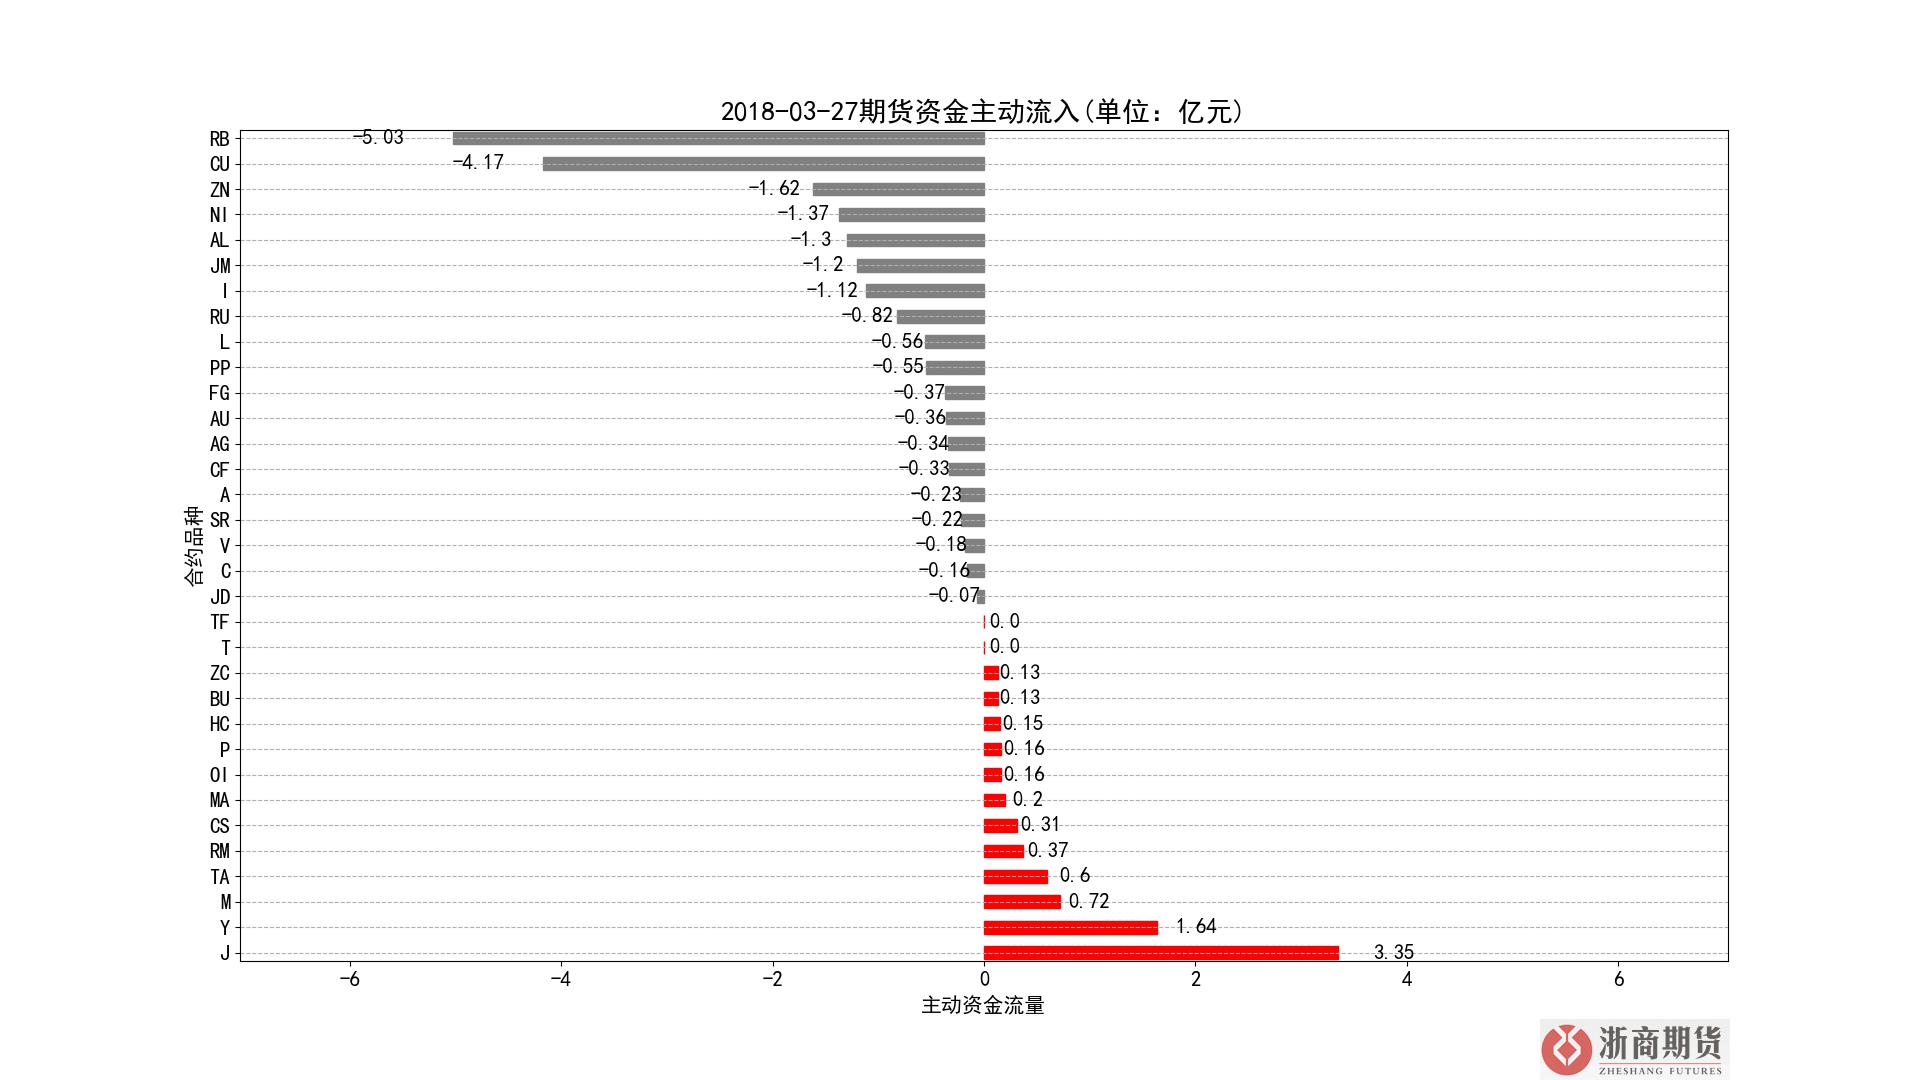 2018-03-27期货资金主动流入(单位：亿元)
RB -5.03
CU -4.17
ZN -1.62
NI -1.37
AL -1.3
JM -1.2
I -1.12
RU -0.82
L -0.56
PP -0.55
FG -0.37
AU -0.36
AG -0.34
CF -0.33
A -0.23
SR -0.22
V -0.18
C -0.16
JD -0.07
TF 0.0
T 0.0
ZC 0.13
BU 0.13
HC 0.15
P 0.16
OI 0.16
MA 0.2
CS 0.31
RM 0.37
TA 0.6
M 0.72
Y 1.64
J 3.35
合约品种
-6 -4 -2 0 2 4 6
主动资金流量
浙商期货
ZHESHANG FUTURES